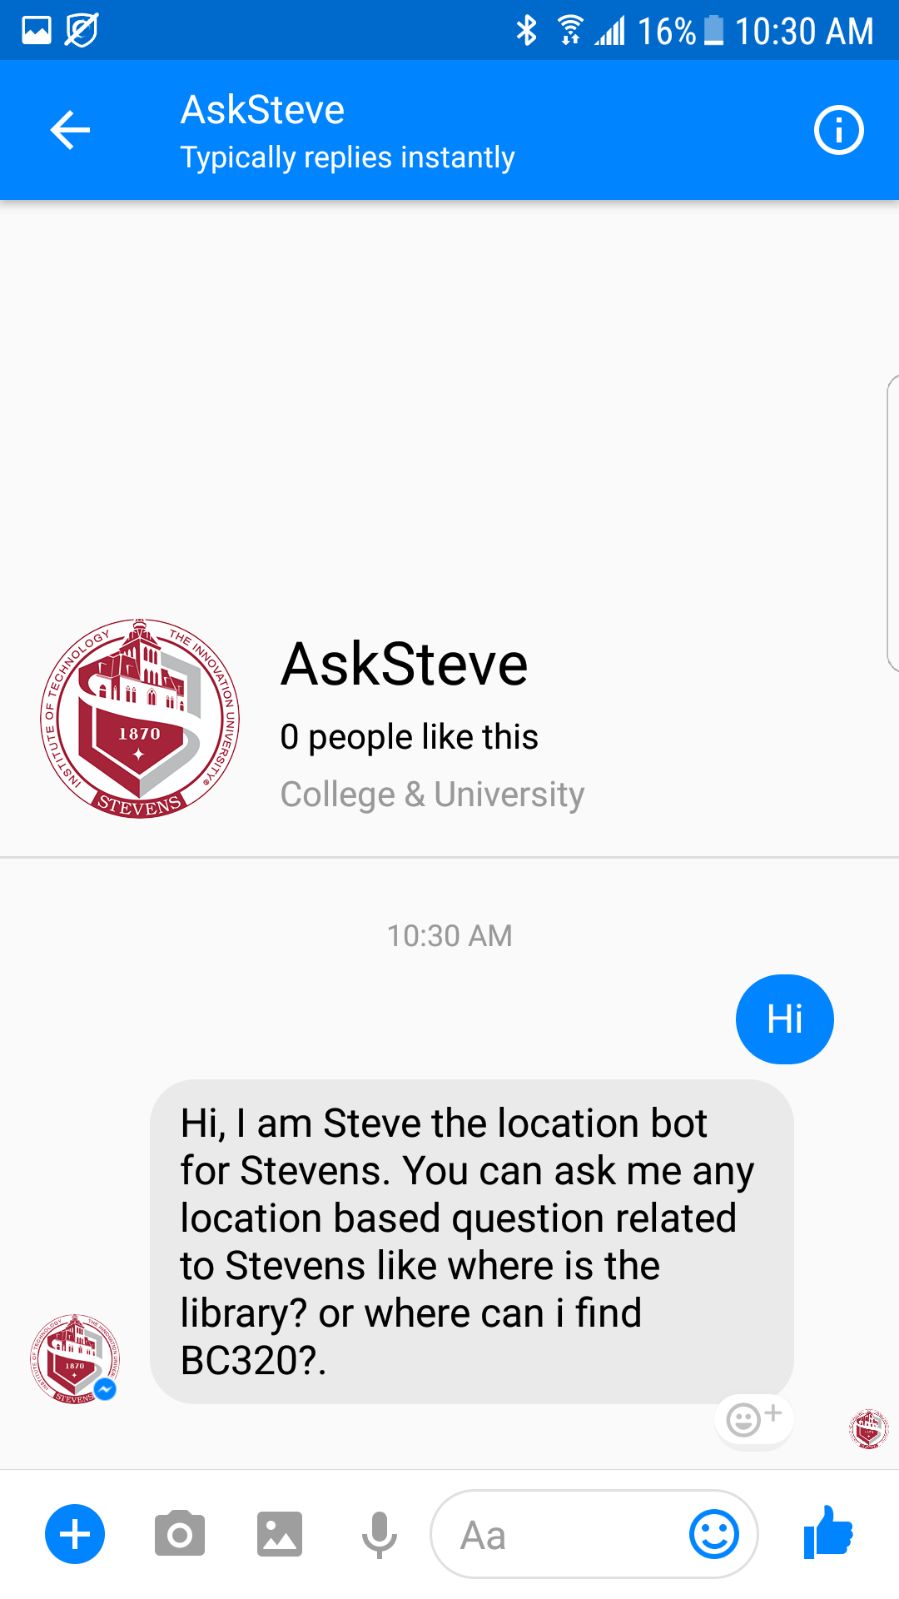 16% 10:30 AM
AskSteve
Typically replies instantly
INSTITUTE OF TECHNOLOGY
THE INNOVATION UNIVERSITY®
1870
STEVENS
AskSteve
0 people like this
College & University
10:30 AM
Hi
Hi, I am Steve the location bot
for Stevens. You can ask me any
location based question related
to Stevens like where is the
library? or where can i find
BC320?.
1870
STEVENS
Aa